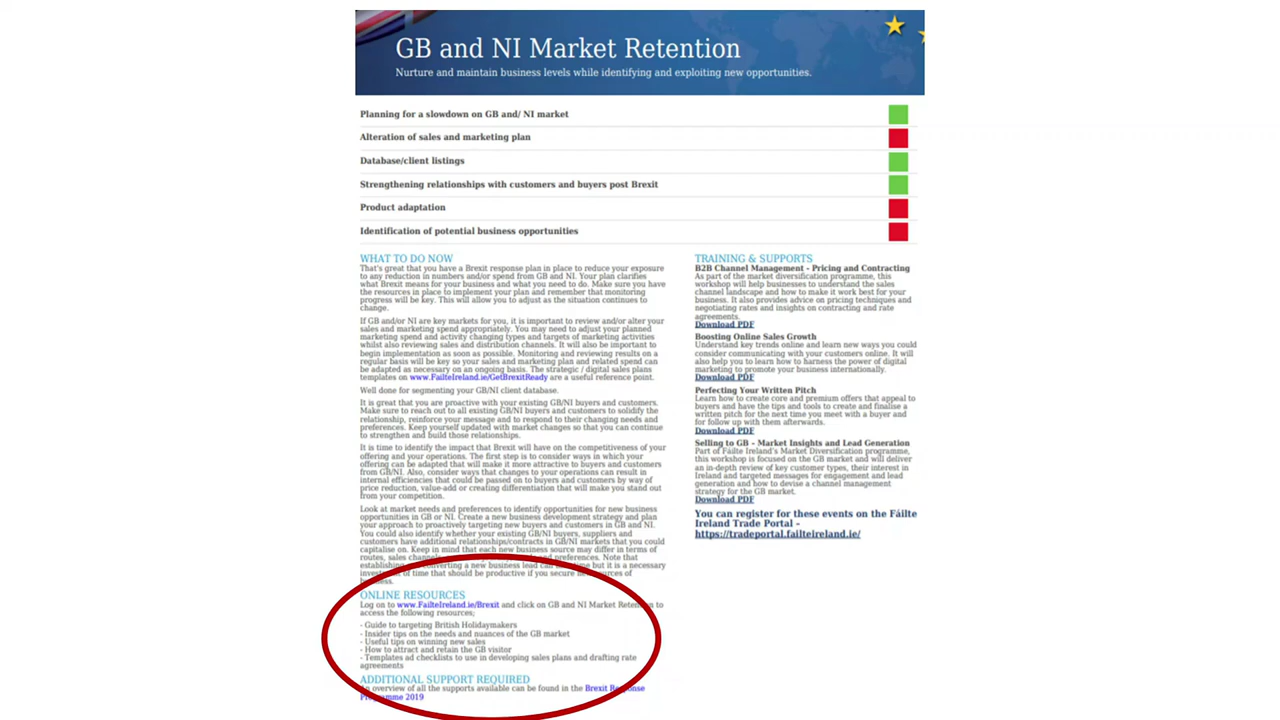 GB and NI Market Retention
Nurture and maintain business levels while identifying and exploiting new opportunities.
Planning for a slowdown on GB and/ NI market
Alteration of sales and marketing plan
Database/client listings
Strengthening relationships with customers and buyers post Brexit
Product adaptation
Identification of potential business opportunities
WHAT TO DO NOW
That's great that you have a Brexit response plan in place to reduce your exposure
to any reduction in numbers and/or spend from GB and NI. Your plan clarifies
what Brexit means for your business and what you need to do. Make sure you have
the resources in place to implement your plan and remember that monitoring
progress will be key. This will allow you to adjust as the situation continues to
change.
If GB and/or NI are key markets for you, it is important to review and/or alter your
sales and marketing spend appropriately. You may need to adjust your planned
marketing spend and activity changing types and targets of marketing activities
whilst also reviewing sales and distribution channels. It will also be important to
begin implementation as soon as possible. Monitoring and reviewing results on a
regular basis will be key so your sales and marketing plan and related spend can
be adapted as necessary on an ongoing basis. The strategic / digital sales plans
templates on www.FailteIreland.ie/GetBrexitReady are a useful reference point.
Well done for segmenting your GB/NI client database.
It is great that you are proactive with your existing GB/NI buyers and customers.
Make sure to reach out to all existing GB/NI buyers and customers to solidify the
relationship, reinforce your message and to respond to their changing needs and
preferences. Keep yourself updated with market changes so that you can continue
to strengthen and build those relationships.
It is time to identify the impact that Brexit will have on the competitiveness of your
offering and your operations. The first step is to consider ways in which your
offering can be adapted that will make it more attractive to buyers and customers
from GB/NI. Also, consider ways that changes to your operations can result in
internal efficiencies that could be passed on to buyers and customers by way of
price reduction, value-add or creating differentiation that will make you stand out
from your competition.
Look at market needs and preferences to identify opportunities for new business
opportunities in GB or NI. Create a new business development strategy and plan
your approach to proactively targeting new buyers and customers in GB and NI.
You could also identify whether your existing GB/NI buyers, suppliers and
customers have additional relationships/contracts in GB/NI markets that you could
capitalise on. Keep in mind that each new business source may differ in terms of
routes, sales channels and preferences. Note that
establishing converting a new business lead can time but it is a necessary
of time that should be productive if you secure new sources of
business.
ONLINE RESOURCES
Log on to www.FailteIreland.ie/Brexit and click on GB and NI Market Retention to
access the following resources;
- Guide to targeting British Holidaymakers
- Insider tips on the needs and nuances of the GB market
- Useful tips on winning new sales
- How to attract and retain the GB visitor
- Templates ad checklists to use in developing sales plans and drafting rate
agreements
ADDITIONAL SUPPORT REQUIRED
An overview of all the supports available can be found in the Brexit Response
Programme 2019
TRAINING & SUPPORTS
B2B Channel Management - Pricing and Contracting
As part of the market diversification programme, this
workshop will help businesses to understand the sales
channel landscape and how to make it work best for your
business. It also provides advice on pricing techniques and
negotiating rates and insights on contracting and rate
agreements.
Download PDF
Boosting Online Sales Growth
Understand key trends online and learn new ways you could
consider communicating with your customers online. It will
also help you to learn how to harness the power of digital
marketing to promote your business internationally.
Download PDF
Perfecting Your Written Pitch
Learn how to create core and premium offers that appeal to
buyers and have the tips and tools to create and finalise a
written pitch for the next time you meet with a buyer and
for follow up with them afterwards.
Download PDF
Selling to GB – Market Insights and Lead Generation
Part of Fáilte Ireland's Market Diversification programme,
this workshop is focused on the GB market and will deliver
an in-depth review of key customer types, their interest in
Ireland and targeted messages for engagement and lead
generation and how to devise a channel management
strategy for the GB market.
Download PDF
You can register for these events on the Fáilte
Ireland Trade Portal –
https://tradeportal.failteireland.ie/